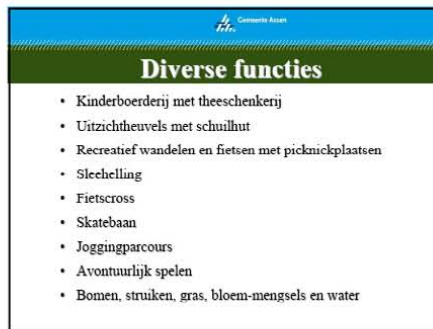 Gemeente Assen
Diverse functies
• Kinderboerderij met theeschenkerij
• Uitzichtheuvels met schuilhut
• Recreatief wandelen en fietsen met picknickplaatsen
• Sleehelling
• Fietscross
• Skatebaan
• Joggingparcours
• Avontuurlijk spelen
• Bomen, struiken, gras, bloem-mengsels en water